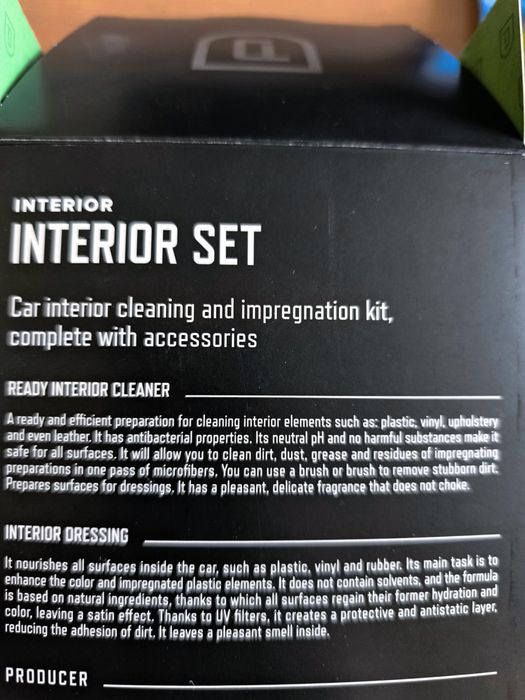 INTERIOR
INTERIOR SET
Car interior cleaning and impregnation kit,
complete with accessories
READY INTERIOR CLEANER
A ready and efficient preparation for cleaning interior elements such as: plastic, vinyl, upholstery
and even leather. It has antibacterial properties. Its neutral pH and no harmful substances make it
safe for all surfaces. It will allow you to clean dirt, dust, grease and residues of impregnating
preparations in one pass of microfibers. You can use a brush or brush to remove stubborn dirt.
Prepares surfaces for dressings. It has a pleasant, delicate fragrance that does not choke.
INTERIOR DRESSING
It nourishes all surfaces inside the car, such as plastic, vinyl and rubber. Its main task is to
enhance the color and impregnated plastic elements. It does not contain solvents, and the formula
is based on natural ingredients, thanks to which all surfaces regain their former hydration and
color, leaving a satin effect. Thanks to UV filters, it creates a protective and antistatic layer,
reducing the adhesion of dirt. It leaves a pleasant smell inside.
PRODUCER